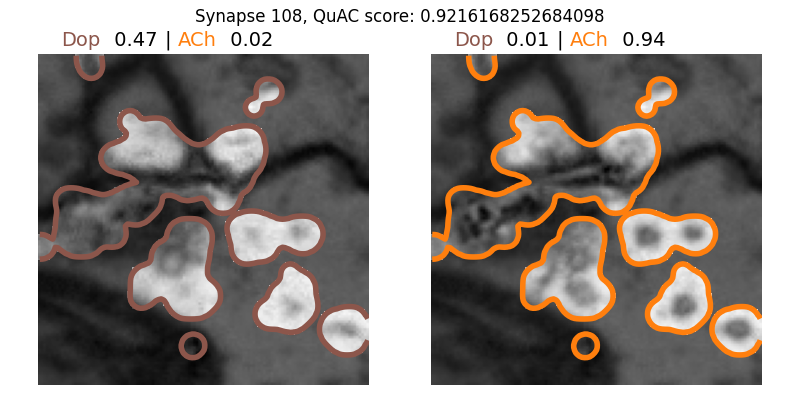 Synapse 108, QuAC score: 0.9216168252684098
Dop 0.47 | ACh 0.02
Dop 0.01 | ACh 0.94